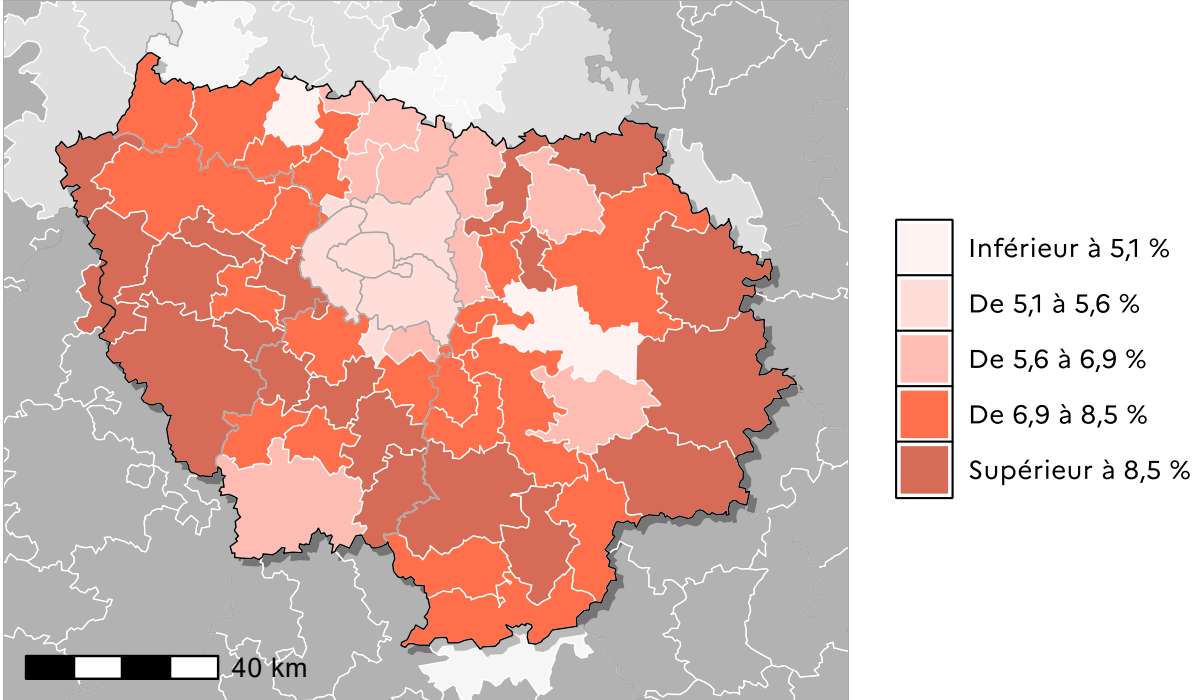 Inférieur à 5,1 %
De 5,1 à 5,6 %
De 5,6 à 6,9 %
De 6,9 à 8,5 %
Supérieur à 8,5 %
40 km